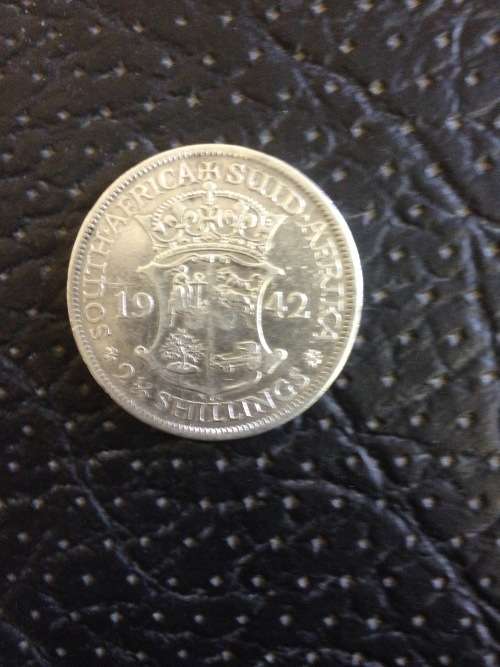 SOUTH·AFRICA SUID-AFRIKA
19 42
2½ SHILLINGS